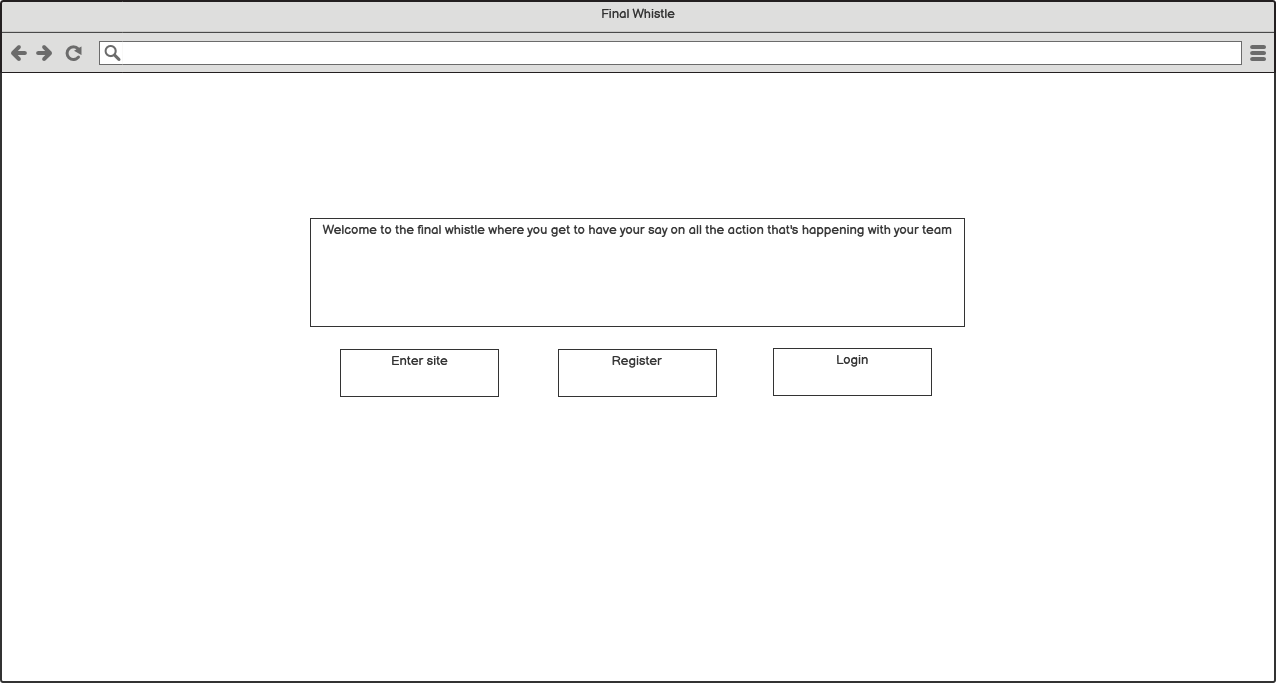 Final Whistle
Welcome to the final whistle where you get to have your say on all the action that's happening with your team
Enter site
Register
Login